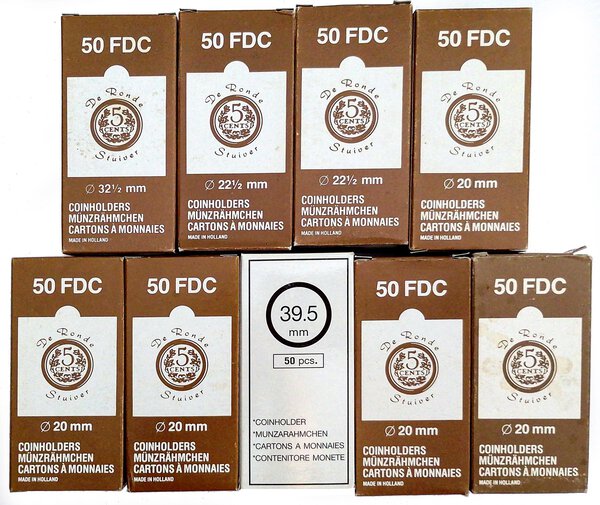 50 FDC
De Ronde
5
CENTS
Stuiver
Ø 32½ mm
COINHOLDERS
MÜNZRÄHMCHEN
CARTONS À MONNAIES
MADE IN HOLLAND
50 FDC
De Ronde
5
CENTS
Stuiver
Ø 22½ mm
COINHOLDERS
MÜNZRÄHMCHEN
CARTONS À MONNAIES
MADE IN HOLLAND
50 FDC
De Ronde
5
CENTS
Stuiver
Ø 22½ mm
COINHOLDERS
MÜNZRÄHMCHEN
CARTONS À MONNAIES
MADE IN HOLLAND
50 FDC
De Ronde
5
CENTS
Stuiver
Ø 20 mm
COINHOLDERS
MÜNZRÄHMCHEN
CARTONS À MONNAIES
MADE IN HOLLAND
50 FDC
De Ronde
5
CENTS
Stuiver
Ø 20 mm
COINHOLDERS
MÜNZRÄHMCHEN
CARTONS À MONNAIES
MADE IN HOLLAND
50 FDC
De Ronde
5
CENTS
Stuiver
Ø 20 mm
COINHOLDERS
MÜNZRÄHMCHEN
CARTONS À MONNAIES
MADE IN HOLLAND
39.5
mm
50 pcs.
*COINHOLDER
*MUNZARAHMCHEN
*CARTONS A MONNAIES
*CONTENITORE MONETE
50 FDC
De Ronde
5
CENTS
Stuiver
Ø 20 mm
COINHOLDERS
MÜNZRÄHMCHEN
CARTONS À MONNAIES
MADE IN HOLLAND
50 FDC
De Ronde
5
CENTS
Stuiver
Ø 20 mm
COINHOLDERS
MÜNZRÄHMCHEN
CARTONS À MONNAIES
MADE IN HOLLAND